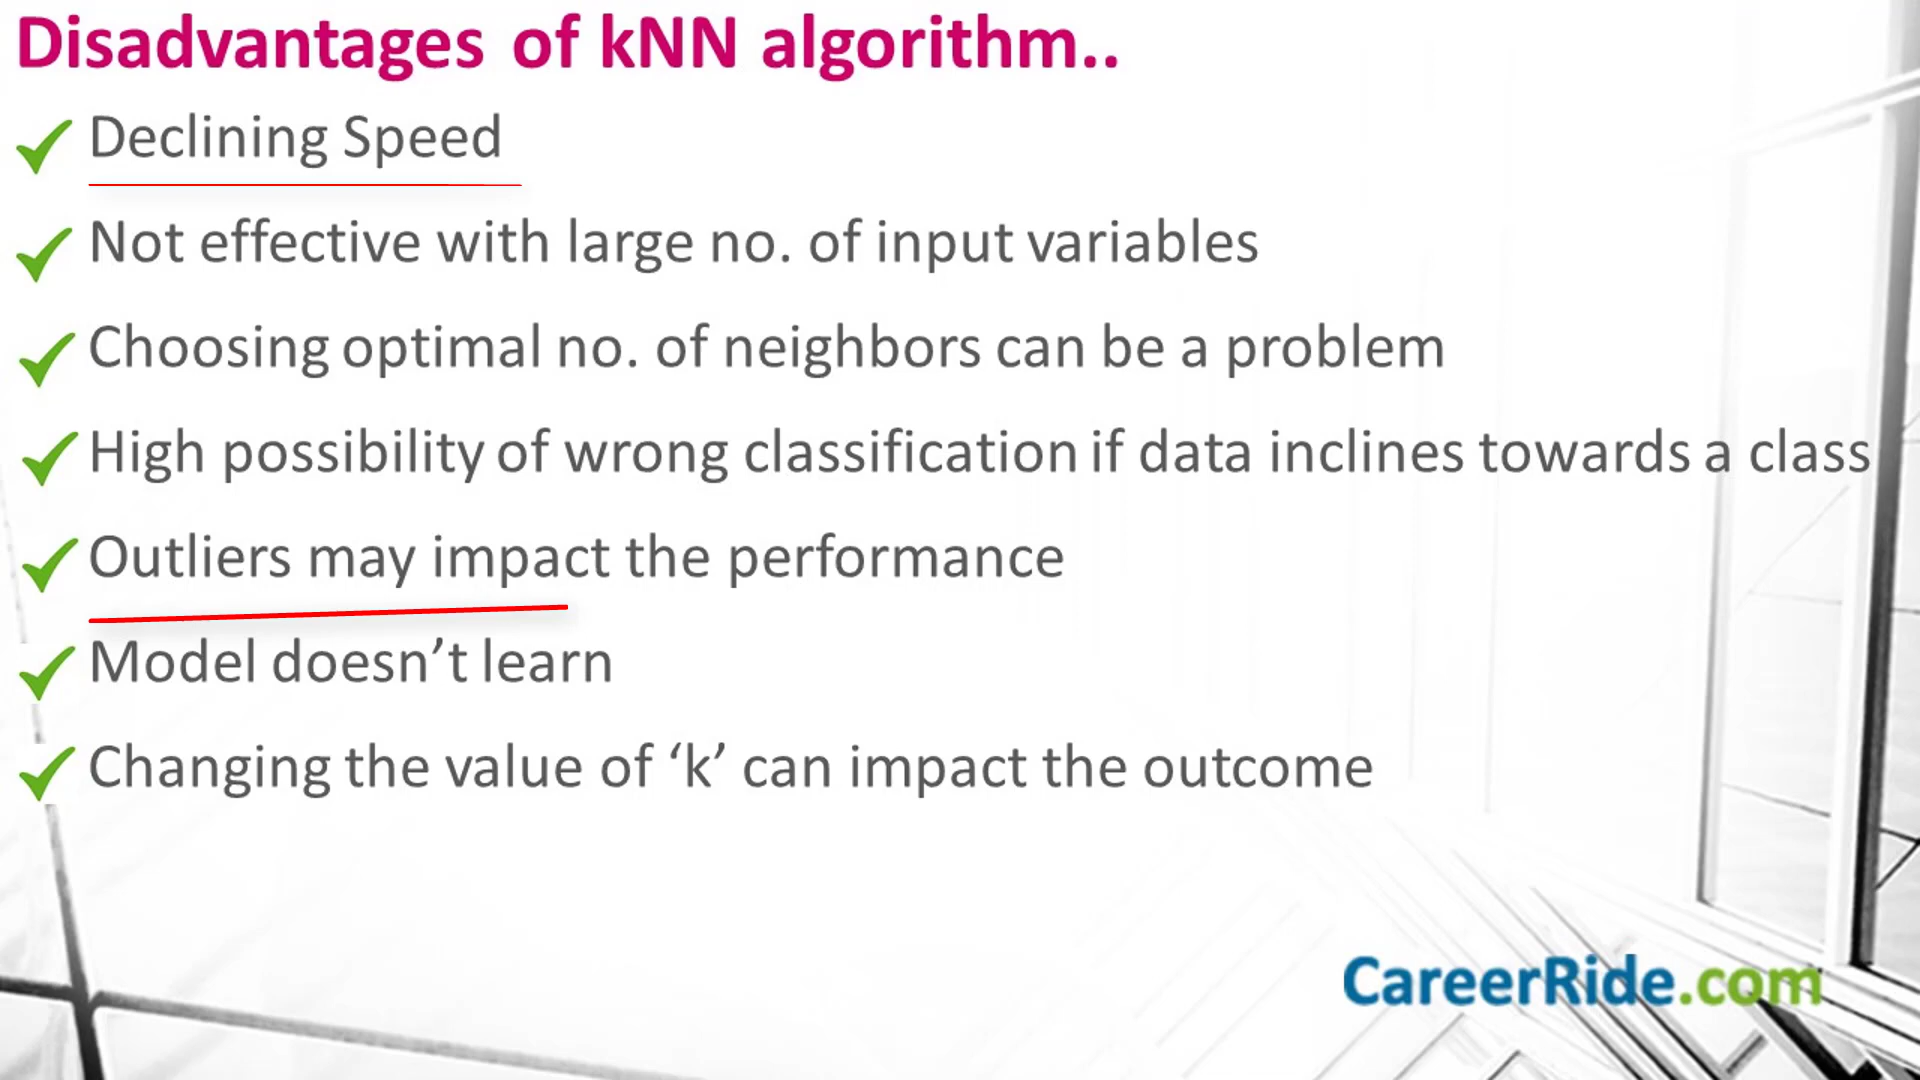 Disadvantages of kNN algorithm..
Declining Speed
Not effective with large no. of input variables
Choosing optimal no. of neighbors can be a problem
High possibility of wrong classification if data inclines towards a class
Outliers may impact the performance
Model doesn’t learn
Changing the value of ‘k’ can impact the outcome
CareerRide.com